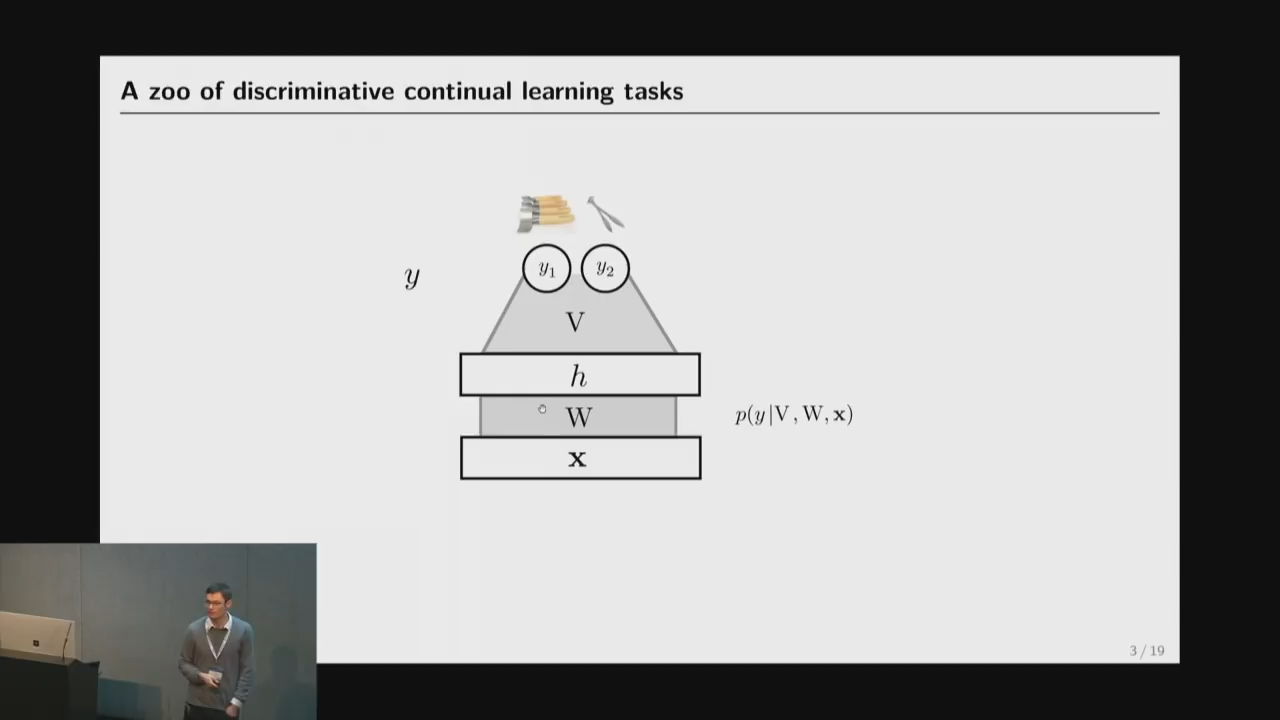 A zoo of discriminative continual learning tasks
y
y₁ y₂
V
h
W
p(y|V, W, x)
x
3 / 19